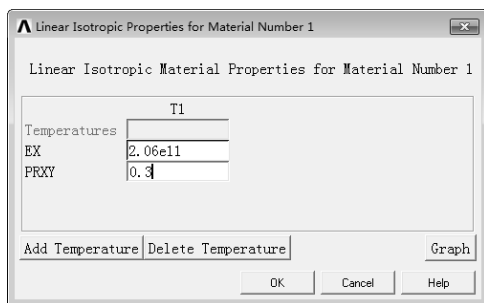 Linear Isotropic Properties for Material Number 1
Linear Isotropic Material Properties for Material Number 1
T1
Temperatures
EX 2.06e11
PRXY 0.3
Add Temperature Delete Temperature Graph
OK Cancel Help